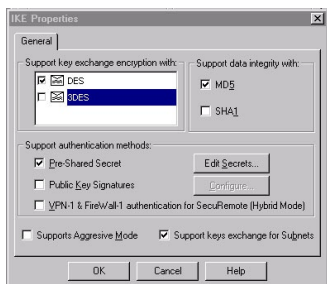 IKE Properties
General
Support key exchange encryption with:
DES
3DES
Support data integrity with:
MD5
SHA1
Support authentication methods:
Pre-Shared Secret
Edit Secrets...
Public Key Signatures
Configure...
VPN-1 & FireWall-1 authentication for SecuRemote (Hybrid Mode)
Supports Aggresive Mode
Support keys exchange for Subnets
OK
Cancel
Help